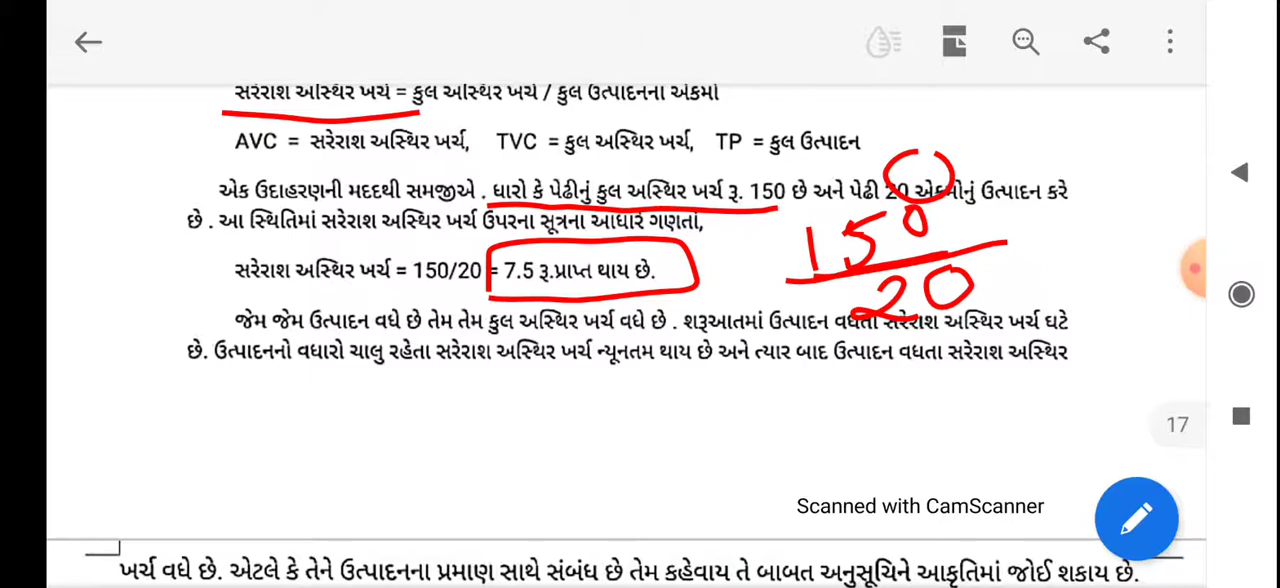 સરેરાશ અસ્થિર ખર્ચ = કુલ અસ્થિર ખર્ચ / કુલ ઉત્પાદનના એકમો
AVC = સરેરાશ અસ્થિર ખર્ચ, TVC = કુલ અસ્થિર ખર્ચ, TP = કુલ ઉત્પાદન
એક ઉદાહરણની મદદથી સમજીએ . ધારો કે પેઢીનું કુલ અસ્થિર ખર્ચ રૂ. 150 છે અને પેઢી 20 એકમોનું ઉત્પાદન કરે
છે . આ સ્થિતિમાં સરેરાશ અસ્થિર ખર્ચ ઉપરના સૂત્રના આધારે ગણતાં,
150
સરેરાશ અસ્થિર ખર્ચ = 150/20 = 7.5 રૂ.પ્રાપ્ત થાય છે.
20
જેમ જેમ ઉત્પાદન વધે છે તેમ તેમ કુલ અસ્થિર ખર્ચ વધે છે . શરૂઆતમાં ઉત્પાદન વધતા સરેરાશ અસ્થિર ખર્ચ ઘટે
છે. ઉત્પાદનનો વધારો ચાલુ રહેતા સરેરાશ અસ્થિર ખર્ચ ન્યૂનતમ થાય છે અને ત્યાર બાદ ઉત્પાદન વધતા સરેરાશ અસ્થિર
17
Scanned with CamScanner
ખર્ચ વધે છે. એટલે કે તેને ઉત્પાદનના પ્રમાણ સાથે સંબંધ છે તેમ કહેવાય તે બાબત અનુસૂચિને આકૃતિમાં જોઈ શકાય છે.